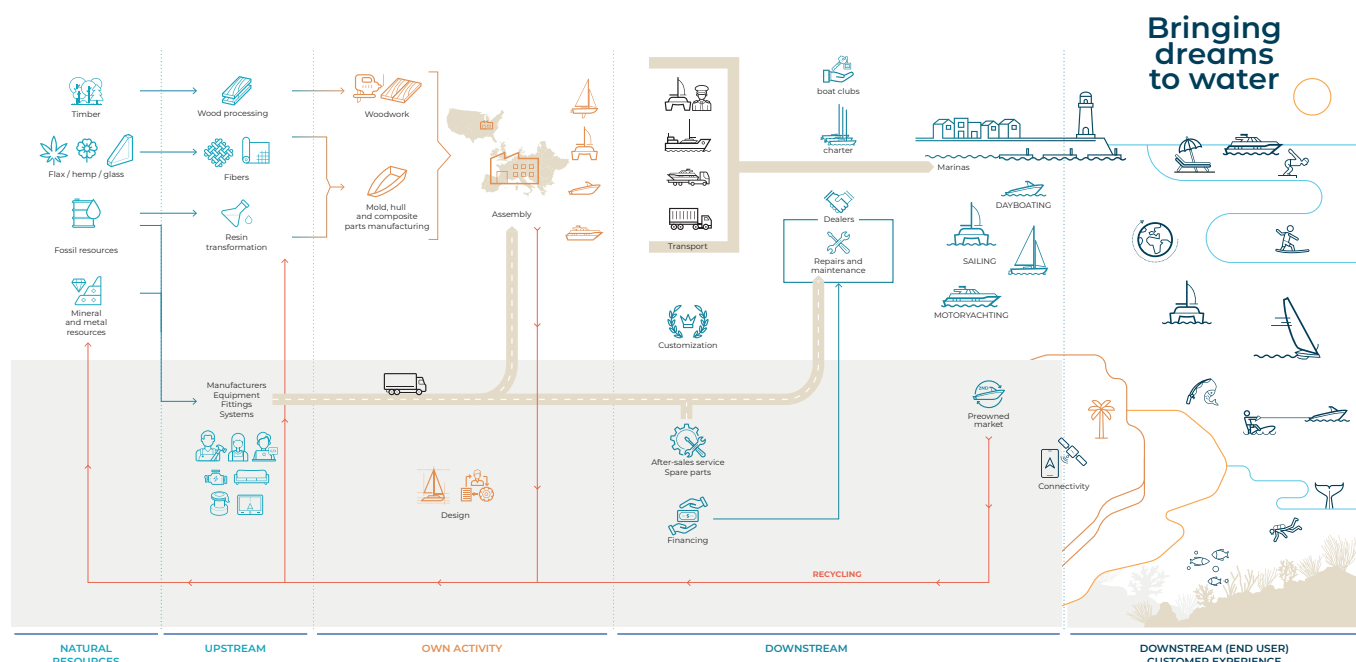 Bringing
dreams
to water
Timber
Wood processing
Woodwork
boat clubs
charter
Marinas
Flax / hemp / glass
Fibers
Mold, hull
and composite
parts manufacturing
Assembly
DAYBOATING
Dealers
Fossil resources
Resin
transformation
Transport
Repairs and
maintenance
SAILING
Mineral
and metal
resources
MOTORYACHTING
Customization
Manufacturers
Equipment
Fittings
Systems
2ND
Preowned
market
After-sales service
Spare parts
Connectivity
Design
Financing
RECYCLING
NATURAL
RESOURCES
UPSTREAM
OWN ACTIVITY
DOWNSTREAM
DOWNSTREAM (END USER)
CUSTOMER EXPERIENCE